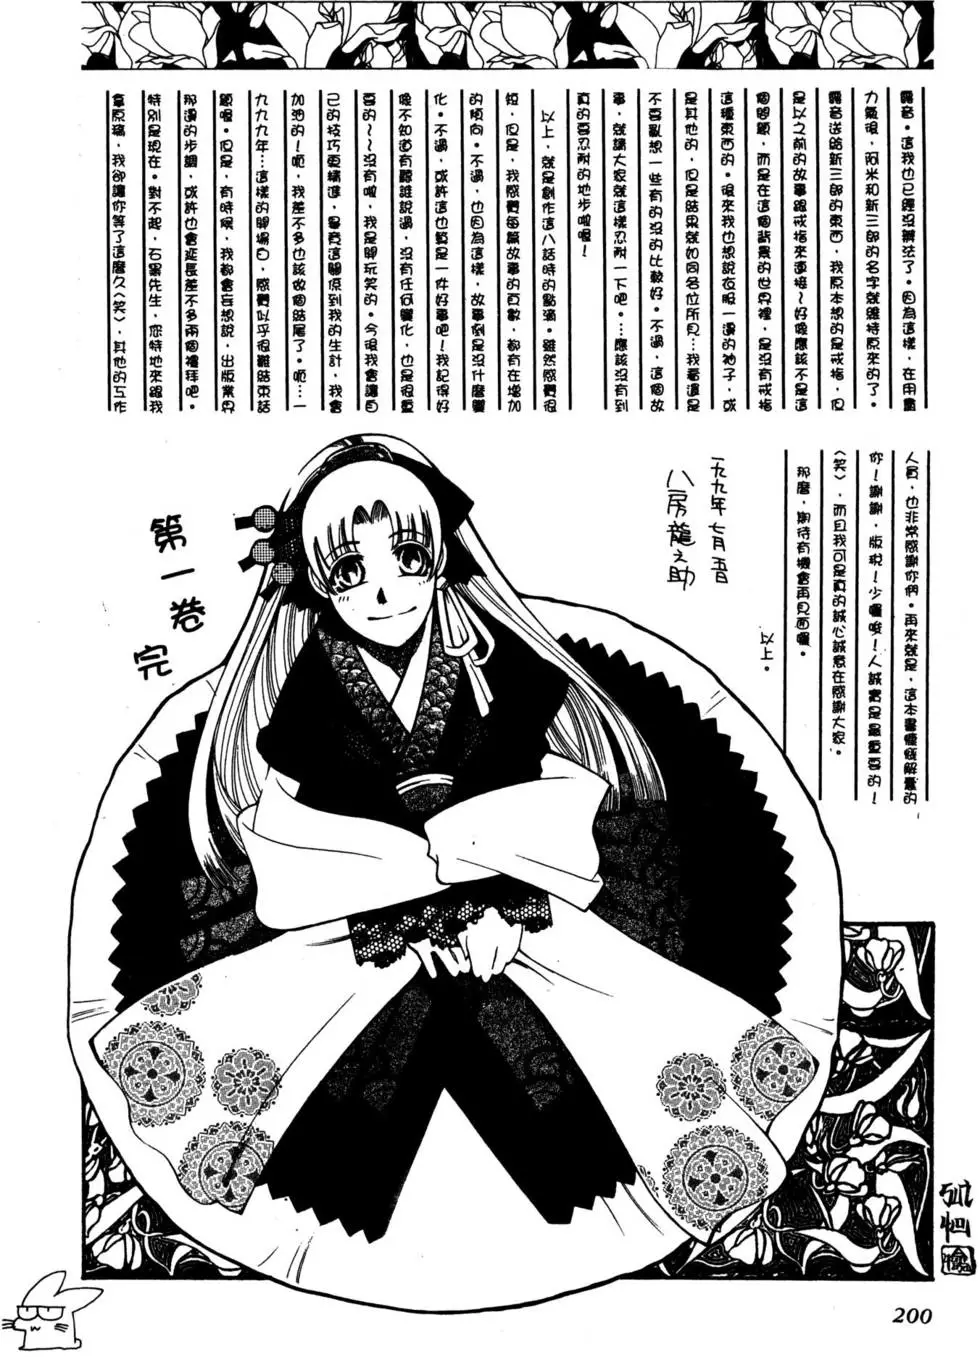 露音。這我也已經沒辦法了。因為這樣，在用盡
力氣很，阿米和新三郎的名字就維持原來的了。
露音送給新三郎的東西，我原本想的是戒指，但
是以之前的故事跟戒指來連接～好像應該不是這
個問題，而是在這個背景的世界裡，是沒有戒指
這種東西的。很來我也想說衣服一邊的袖子，或
是其他的，但是結果就如同各位所見…我看還是
不要亂想一些有的沒的比較好。不過，這個故
事，就請大家就這樣忍耐一下吧。…應該沒有到
真的要忍耐的地步啦喔！
以上，就是創作這八話時的點滴。雖然感覺很
短，但是，我感覺每篇故事的頁數，都有在增加
的傾向。不過，也因為這樣，故事倒是沒什麼變
化。不過，或許這也算是一件好事吧！我記得好
像不知道有聽誰說過，沒有任何變化，也是很重
要的～～沒有啦，我是開玩笑的。今很我會讓自
己的技巧更精進，畢竟這關係到我的生計，我會
加油的！呃，我差不多也該做個結尾了。呃…一
九九九年…這樣的開場白，感覺似乎很難結束話
題喔。但是，有時候，我都會妄想說，出版業界
那邊的步調，或許也會延長差不多兩個禮拜吧。
特別是現在。對不起，石黑先生，您特地來跟我
拿原稿，我卻讓你等了這麼久〈笑〉，其他的工作
人員，也非常感謝你們。再來就是，這本書債務解套的
你！謝謝，版稅！少囉唆！人誠實是最重要的！
〈笑〉，而且我可是真的誠心誠意在感謝大家。
那麼，期待有機會再見面囉。
以上。
一九九九年七月五日
八房龍之助
第一卷
完
200